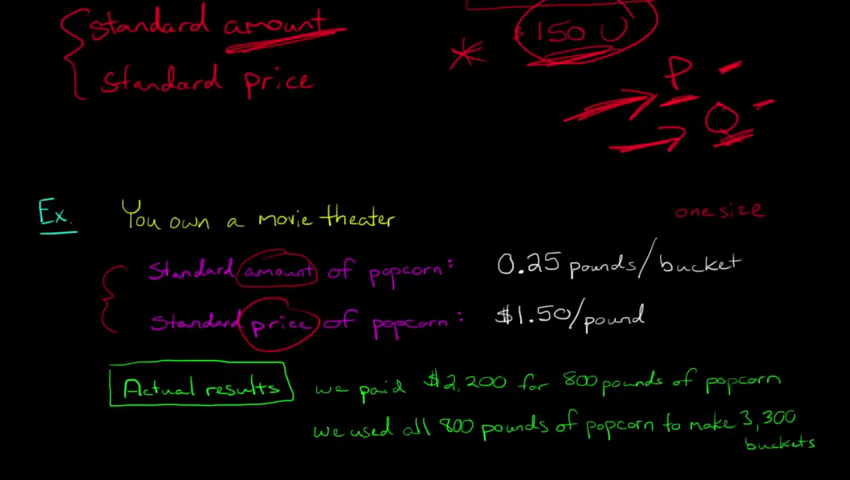 standard amount
standard price
$150 U
*
P
Q
Ex. You own a movie theater
one size
Standard amount of popcorn: 0.25 pounds/bucket
Standard price of popcorn: $1.50/pound
Actual results we paid $2,200 for 800 pounds of popcorn
we used all 800 pounds of popcorn to make 3,300
buckets